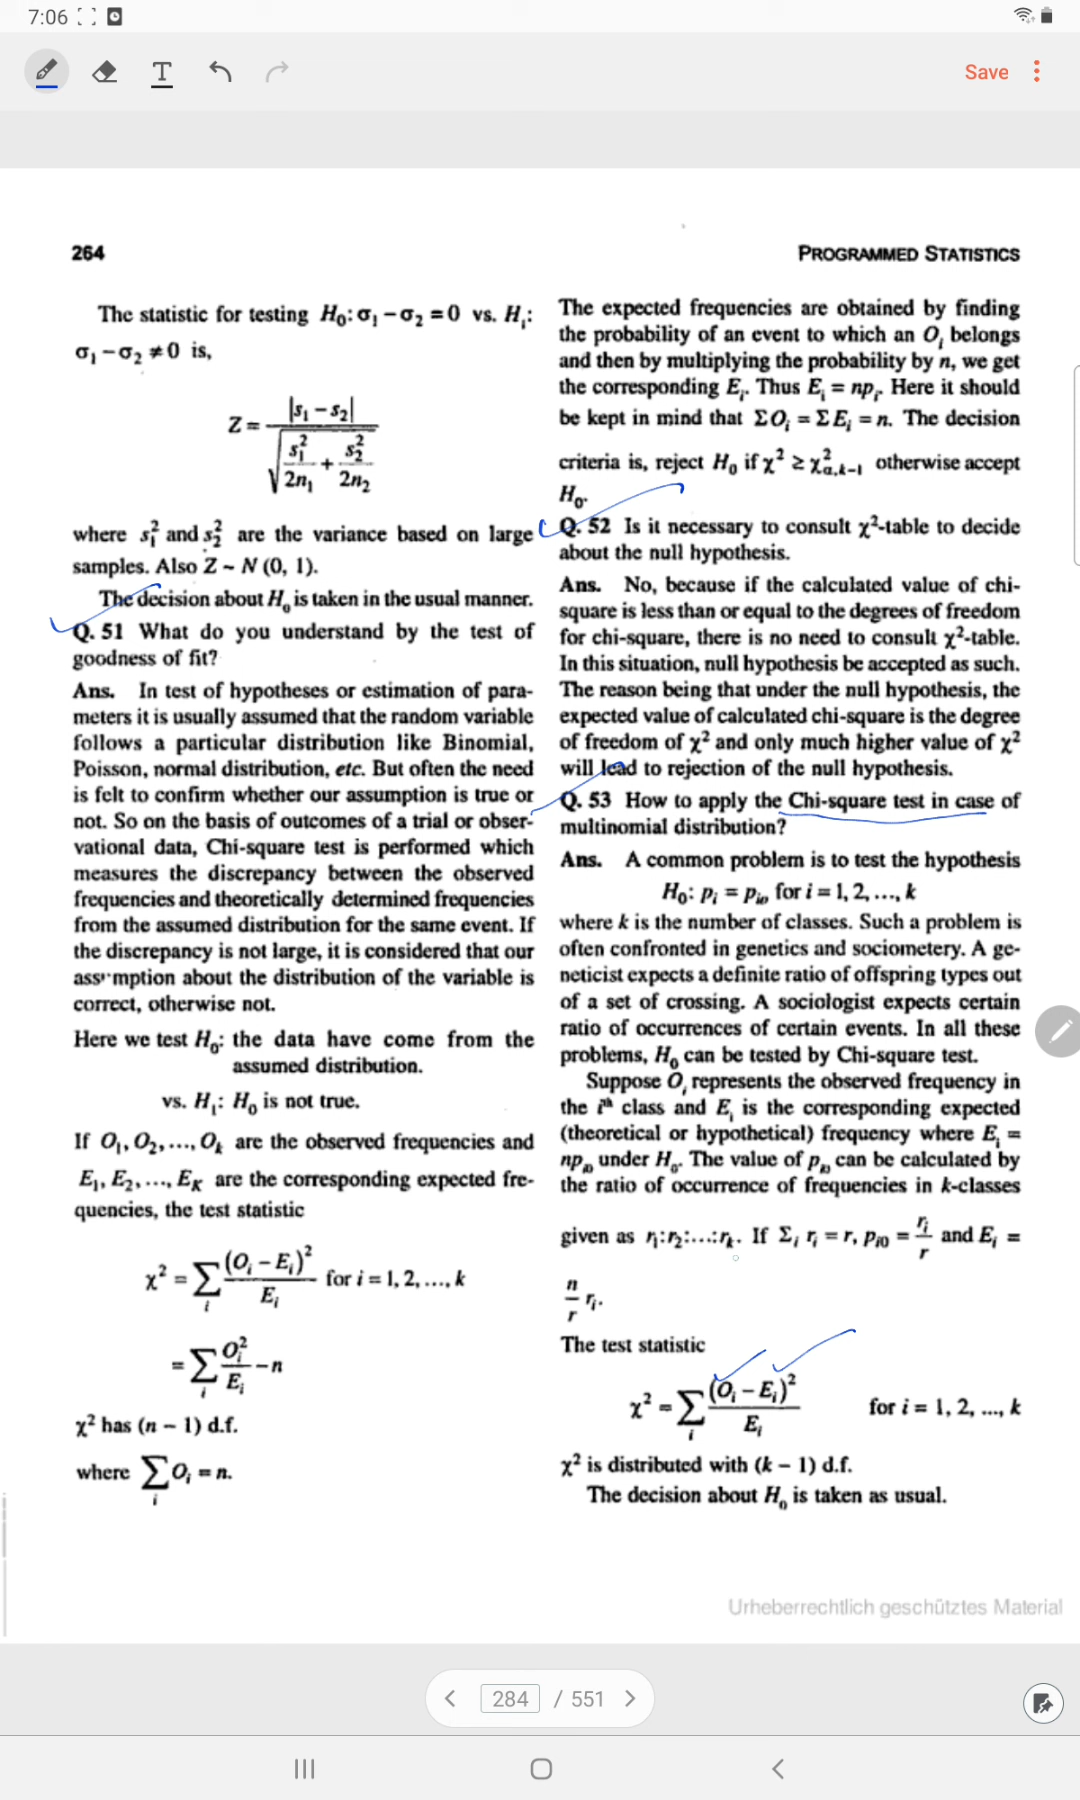 7:06
Save
264
PROGRAMMED STATISTICS
The statistic for testing H₀: σ₁ − σ₂ = 0 vs. H₁:
σ₁ − σ₂ ≠ 0 is,
Z = |s₁ − s₂| / √(s₁²/2n₁ + s₂²/2n₂)
where s₁² and s₂² are the variance based on large
samples. Also Z ~ N (0, 1).
The decision about H₀ is taken in the usual manner.
Q. 51 What do you understand by the test of
goodness of fit?
Ans. In test of hypotheses or estimation of para-
meters it is usually assumed that the random variable
follows a particular distribution like Binomial,
Poisson, normal distribution, etc. But often the need
is felt to confirm whether our assumption is true or
not. So on the basis of outcomes of a trial or obser-
vational data, Chi-square test is performed which
measures the discrepancy between the observed
frequencies and theoretically determined frequencies
from the assumed distribution for the same event. If
the discrepancy is not large, it is considered that our
assumption about the distribution of the variable is
correct, otherwise not.
Here we test H₀: the data have come from the
assumed distribution.
vs. H₁: H₀ is not true.
If O₁, O₂, ..., Oₖ are the observed frequencies and
E₁, E₂, ..., E_K are the corresponding expected fre-
quencies, the test statistic
χ² = Σᵢ (Oᵢ − Eᵢ)² / Eᵢ for i = 1, 2, ..., k
= Σᵢ Oᵢ² / Eᵢ − n
χ² has (n − 1) d.f.
where Σᵢ Oᵢ = n.
The expected frequencies are obtained by finding
the probability of an event to which an Oᵢ belongs
and then by multiplying the probability by n, we get
the corresponding Eᵢ. Thus Eᵢ = npᵢ. Here it should
be kept in mind that ΣOᵢ = ΣEᵢ = n. The decision
criteria is, reject H₀ if χ² ≥ χ²α,k−1 otherwise accept
H₀.
Q. 52 Is it necessary to consult χ²-table to decide
about the null hypothesis.
Ans. No, because if the calculated value of chi-
square is less than or equal to the degrees of freedom
for chi-square, there is no need to consult χ²-table.
In this situation, null hypothesis be accepted as such.
The reason being that under the null hypothesis, the
expected value of calculated chi-square is the degree
of freedom of χ² and only much higher value of χ²
will lead to rejection of the null hypothesis.
Q. 53 How to apply the Chi-square test in case of
multinomial distribution?
Ans. A common problem is to test the hypothesis
H₀: pᵢ = pᵢₒ for i = 1, 2, ..., k
where k is the number of classes. Such a problem is
often confronted in genetics and sociometery. A ge-
neticist expects a definite ratio of offspring types out
of a set of crossing. A sociologist expects certain
ratio of occurrences of certain events. In all these
problems, H₀ can be tested by Chi-square test.
Suppose Oᵢ represents the observed frequency in
the iᵗʰ class and Eᵢ is the corresponding expected
(theoretical or hypothetical) frequency where Eᵢ =
npᵢ₀ under H₀. The value of pᵢ₀ can be calculated by
the ratio of occurrence of frequencies in k-classes
given as r₁:r₂:...:rₖ. If Σᵢ rᵢ = r, pᵢ₀ = rᵢ/r and Eᵢ =
n/r rᵢ.
The test statistic
χ² = Σᵢ (Oᵢ − Eᵢ)² / Eᵢ for i = 1, 2, ..., k
χ² is distributed with (k − 1) d.f.
The decision about H₀ is taken as usual.
Urheberrechtlich geschütztes Material
284 / 551